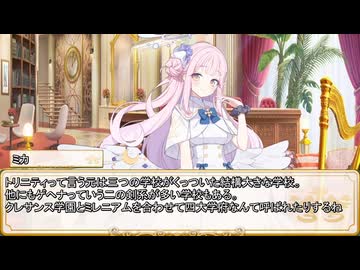 ミカ
トリニティって言う元は三つの学校がくっついた結構大きな学校。
他にもゲヘナっていう二の剣系が多い学校もある。
クレサンス学園とミレニアムを合わせて四大学府なんて呼ばれたりするね